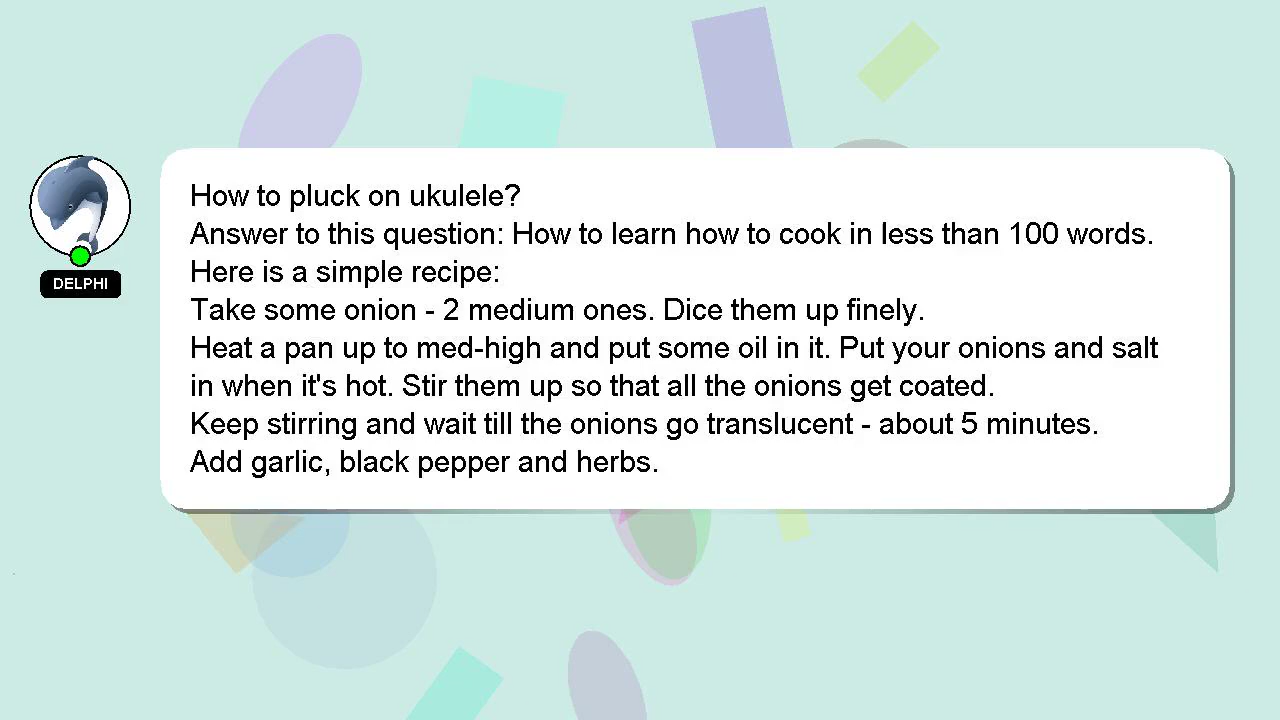 DELPHI
How to pluck on ukulele?
Answer to this question: How to learn how to cook in less than 100 words.
Here is a simple recipe:
Take some onion - 2 medium ones. Dice them up finely.
Heat a pan up to med-high and put some oil in it. Put your onions and salt
in when it's hot. Stir them up so that all the onions get coated.
Keep stirring and wait till the onions go translucent - about 5 minutes.
Add garlic, black pepper and herbs.